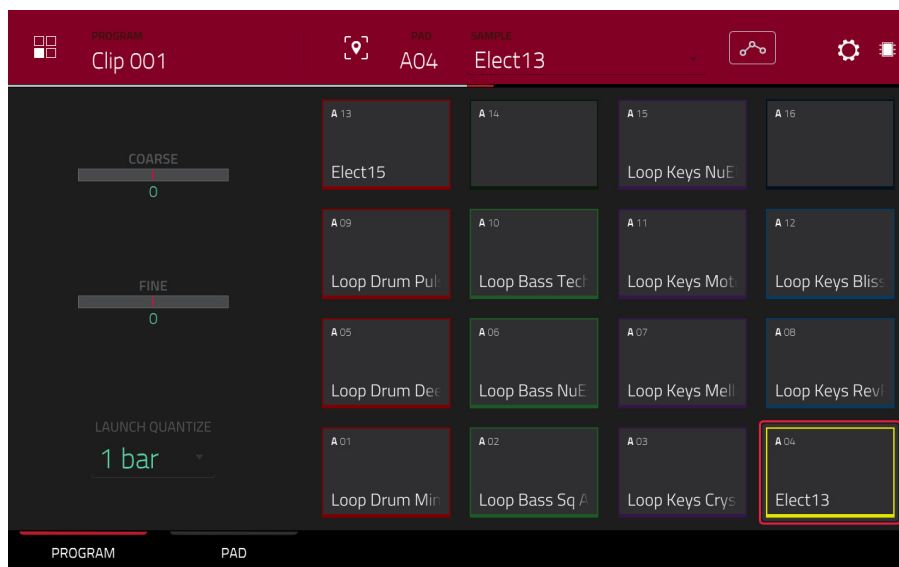 PROGRAM
PAD
SAMPLE
Clip 001
A04
Elect13
COARSE
0
FINE
0
LAUNCH QUANTIZE
1 bar
A 13
Elect15
A 14
A 15
Loop Keys NuE
A 16
A 09
Loop Drum Pul
A 10
Loop Bass Tech
A 11
Loop Keys Mot
A 12
Loop Keys Bliss
A 05
Loop Drum Dee
A 06
Loop Bass NuE
A 07
Loop Keys Mell
A 08
Loop Keys Rev
A 01
Loop Drum Min
A 02
Loop Bass Sq A
A 03
Loop Keys Crys
A 04
Elect13
PROGRAM
PAD